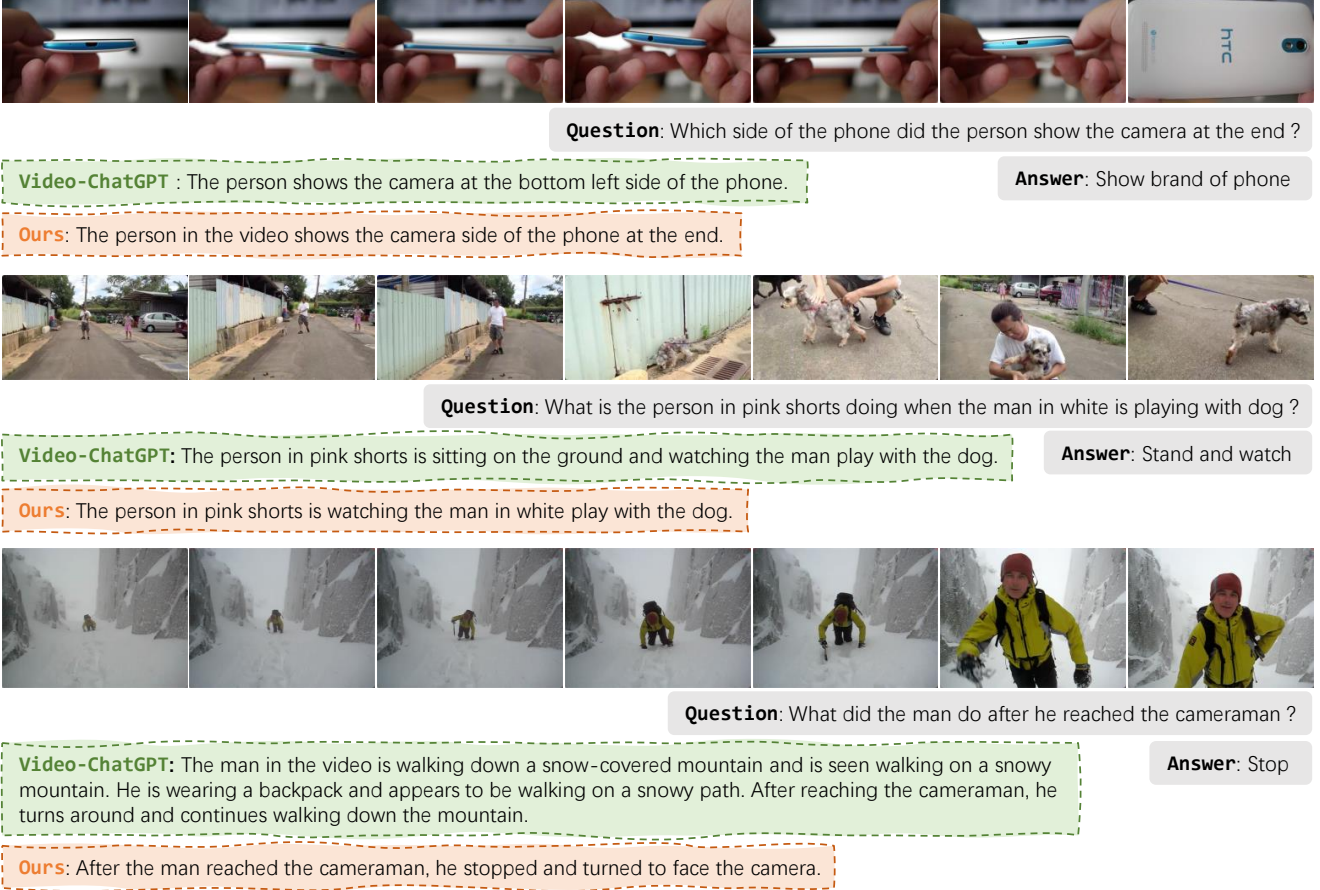 hTC
Question: Which side of the phone did the person show the camera at the end ?
Video-ChatGPT : The person shows the camera at the bottom left side of the phone.
Answer: Show brand of phone
Ours: The person in the video shows the camera side of the phone at the end.
Question: What is the person in pink shorts doing when the man in white is playing with dog ?
Video-ChatGPT: The person in pink shorts is sitting on the ground and watching the man play with the dog.
Answer: Stand and watch
Ours: The person in pink shorts is watching the man in white play with the dog.
Question: What did the man do after he reached the cameraman ?
Video-ChatGPT: The man in the video is walking down a snow-covered mountain and is seen walking on a snowy
mountain. He is wearing a backpack and appears to be walking on a snowy path. After reaching the cameraman, he
turns around and continues walking down the mountain.
Answer: Stop
Ours: After the man reached the cameraman, he stopped and turned to face the camera.